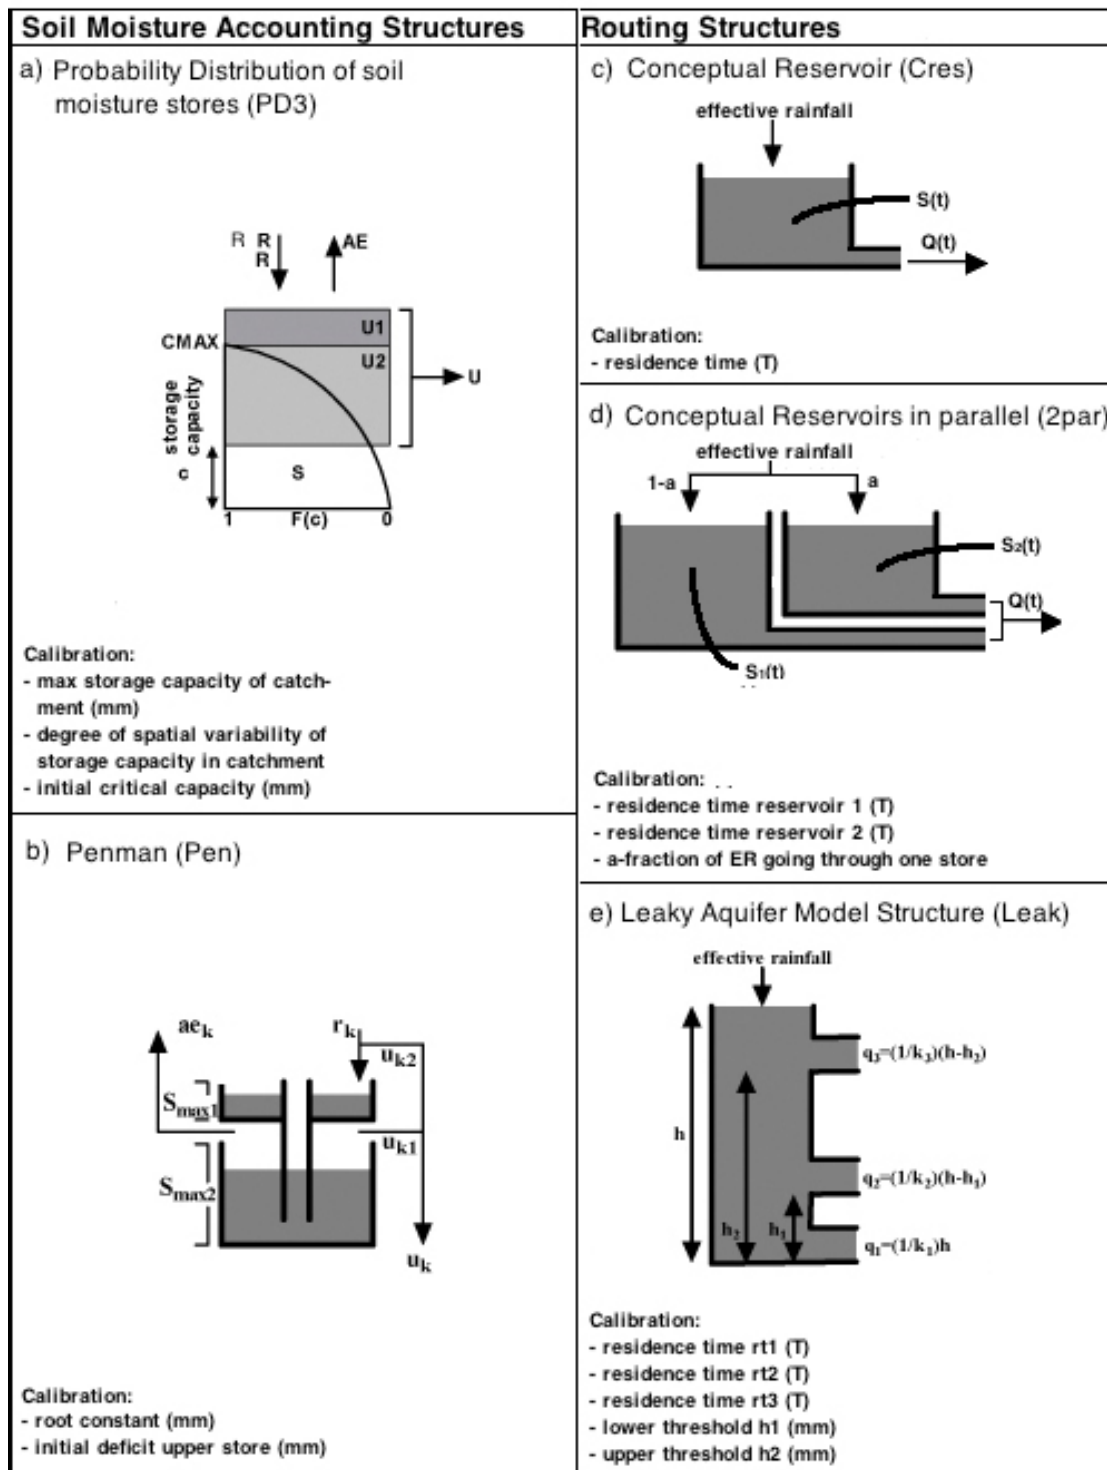 Soil Moisture Accounting Structures
a) Probability Distribution of soil
moisture stores (PD3)
R R
R
AE
U1
CMAX
U2
U
storage
capacity
c
S
1
F(c)
0
Calibration:
- max storage capacity of catch-
ment (mm)
- degree of spatial variability of
storage capacity in catchment
- initial critical capacity (mm)
b) Penman (Pen)
aek
rk
uk2
Smax1
uk1
Smax2
uk
Calibration:
- root constant (mm)
- initial deficit upper store (mm)
Routing Structures
c) Conceptual Reservoir (Cres)
effective rainfall
S(t)
Q(t)
Calibration:
- residence time (T)
d) Conceptual Reservoirs in parallel (2par)
effective rainfall
1-a
a
S2(t)
Q(t)
S1(t)
Calibration:
- residence time reservoir 1 (T)
- residence time reservoir 2 (T)
- a-fraction of ER going through one store
e) Leaky Aquifer Model Structure (Leak)
effective rainfall
q3=(1/k3)(h-h2)
h
q2=(1/k2)(h-h1)
h2
h1
q1=(1/k1)h
Calibration:
- residence time rt1 (T)
- residence time rt2 (T)
- residence time rt3 (T)
- lower threshold h1 (mm)
- upper threshold h2 (mm)